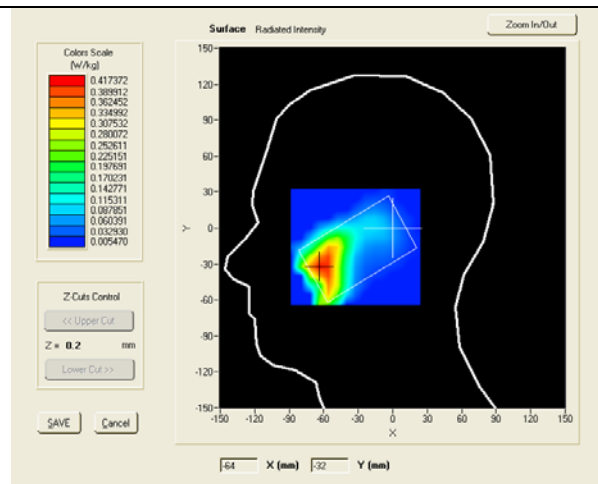 Surface Radiated Intensity
Zoom In/Out
Colors Scale
(W/kg)
0.417372
0.389912
0.362452
0.334992
0.307532
0.280072
0.252611
0.225151
0.197691
0.170231
0.142771
0.115311
0.087851
0.060391
0.032930
0.005470
Z-Cuts Control
<< Upper Cut
Z = 0.2 mm
Lower Cut >>
SAVE Cancel
150-
120-
90-
60-
30-
0-
-30-
-60-
-90-
-120-
-150-
Y
-150 -120 -90 -60 -30 0 30 60 90 120 150
X
-64 X (mm) -32 Y (mm)